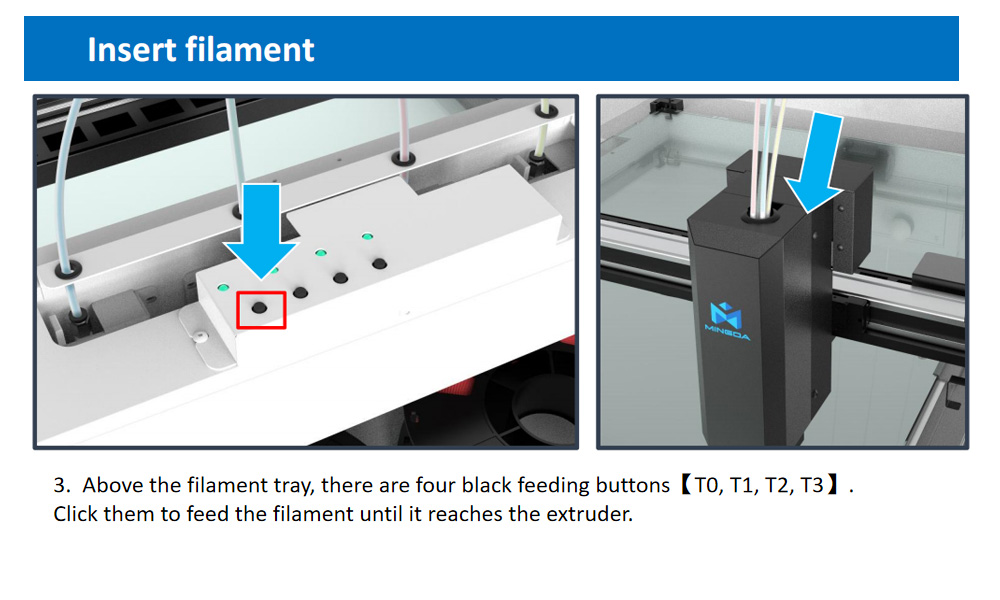 Insert filament
MINGDA
3. Above the filament tray, there are four black feeding buttons【T0, T1, T2, T3】.
Click them to feed the filament until it reaches the extruder.